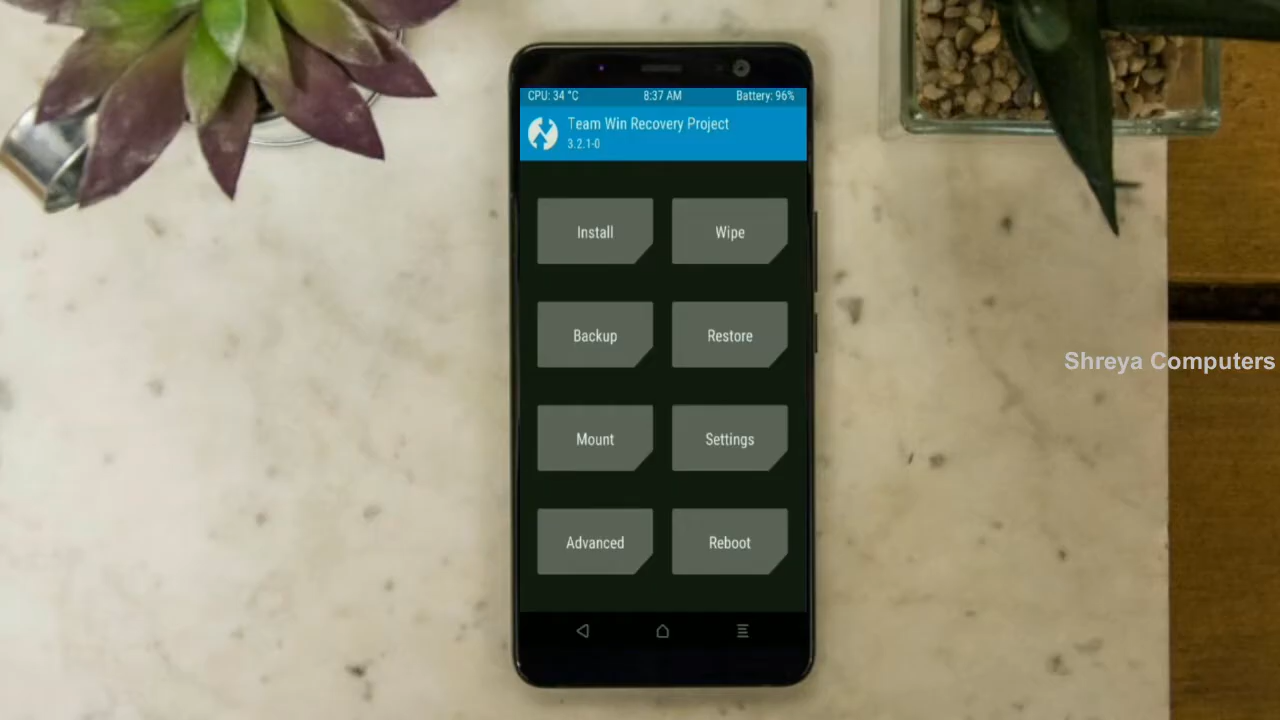 CPU: 34 °C 8:37 AM Battery: 96%
Team Win Recovery Project
3.2.1-0
Install Wipe
Backup Restore
Shreya Computers
Mount Settings
Advanced Reboot